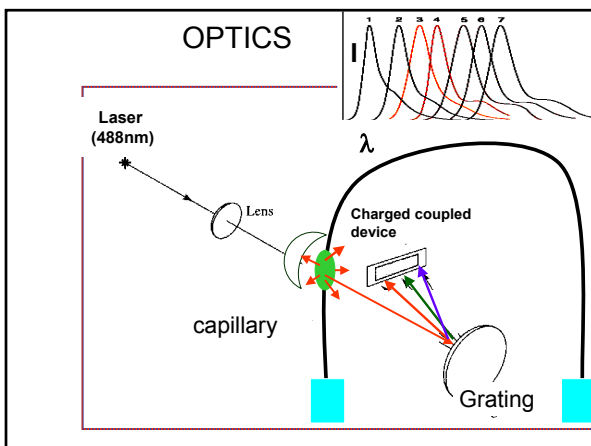 OPTICS
1 2 3 4 5 6 7
I
λ
Laser
(488nm)
Lens
Charged coupled
device
capillary
Grating